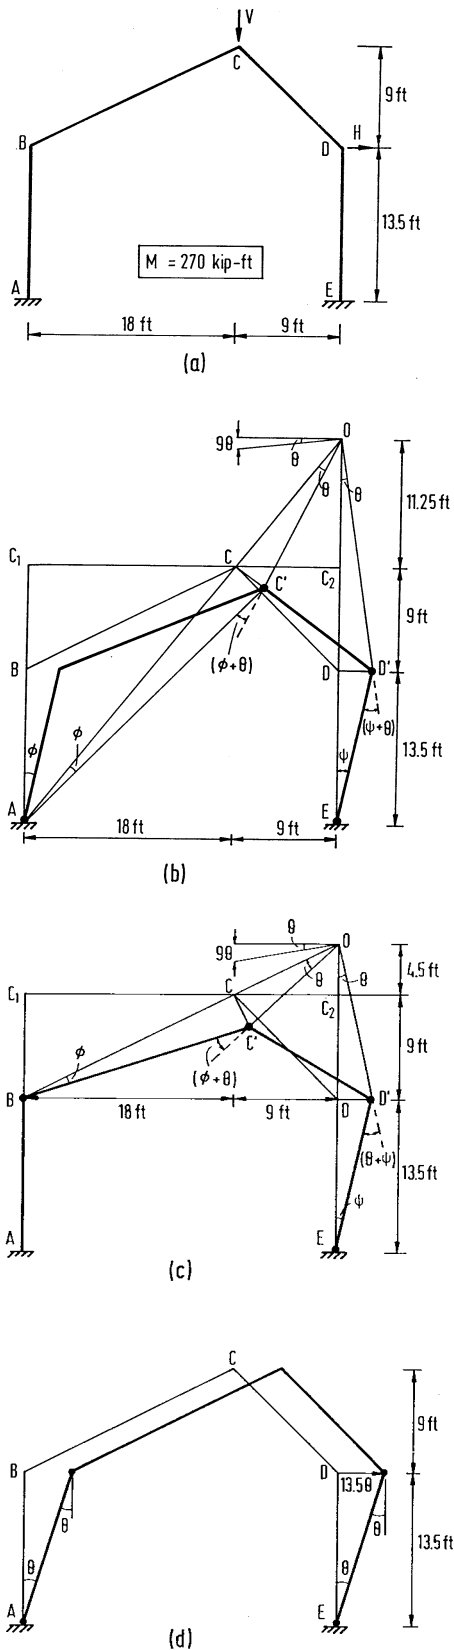 V
C
9 ft
B
D
H
M = 270 kip-ft
13.5 ft
A
E
18 ft
9 ft
(a)
O
9θ
θ
θ
θ
11.25 ft
C₁
C
C₂
C'
9 ft
(ϕ+θ)
B
D
D'
ϕ
ϕ
ψ
(ψ+θ)
13.5 ft
A
E
18 ft
9 ft
(b)
θ
O
9θ
θ
θ
4.5 ft
C₁
C
C₂
C'
9 ft
ϕ
(ϕ+θ)
B
18 ft
9 ft
D
D'
(θ+ψ)
13.5 ft
ψ
A
E
(c)
C
9 ft
B
D
13.5θ
θ
θ
θ
θ
13.5 ft
A
E
(d)